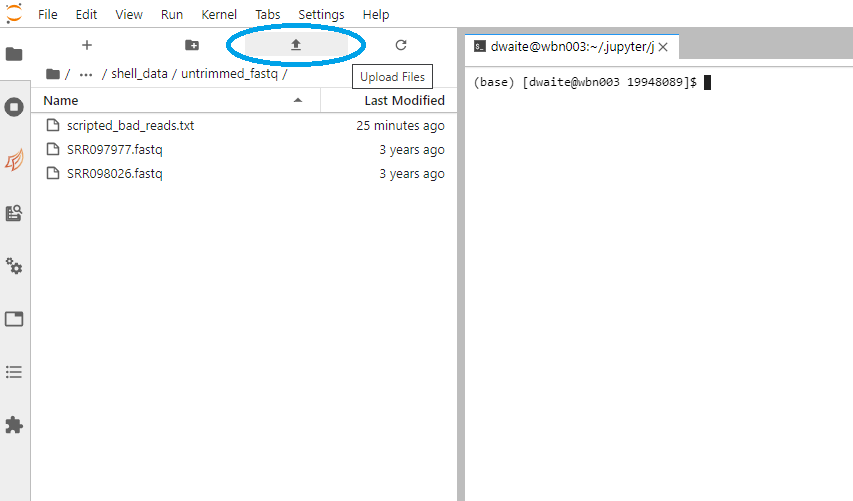 File Edit View Run Kernel Tabs Settings Help
/ ··· / shell_data / untrimmed_fastq /
Upload Files
Name Last Modified
scripted_bad_reads.txt 25 minutes ago
SRR097977.fastq 3 years ago
SRR098026.fastq 3 years ago
dwaite@wbn003:~/.jupyter/j
(base) [dwaite@wbn003 19948089]$